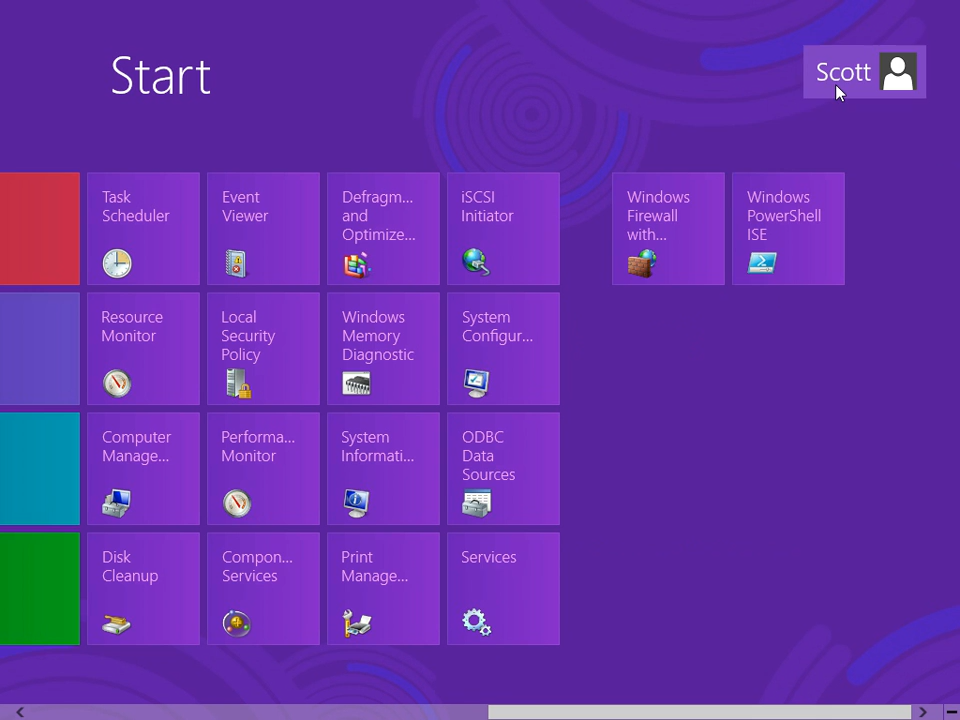 Start
Scott
Task
Scheduler
Event
Viewer
Defragm...
and
Optimize...
iSCSI
Initiator
Windows
Firewall
with...
Windows
PowerShell
ISE
Resource
Monitor
Local
Security
Policy
Windows
Memory
Diagnostic
System
Configur...
Computer
Manage...
Performa...
Monitor
System
Informati...
ODBC
Data
Sources
Disk
Cleanup
Compon...
Services
Print
Manage...
Services